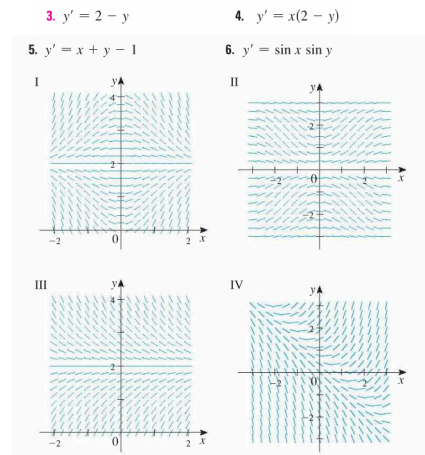 3. y' = 2 − y
4. y' = x(2 − y)
5. y' = x + y − 1
6. y' = sin x sin y
I
y
4
2
−2
0
2
x
II
y
2
−2
0
2
x
−2
III
y
4
2
−2
0
2
x
IV
y
2
−2
0
2
x
−2